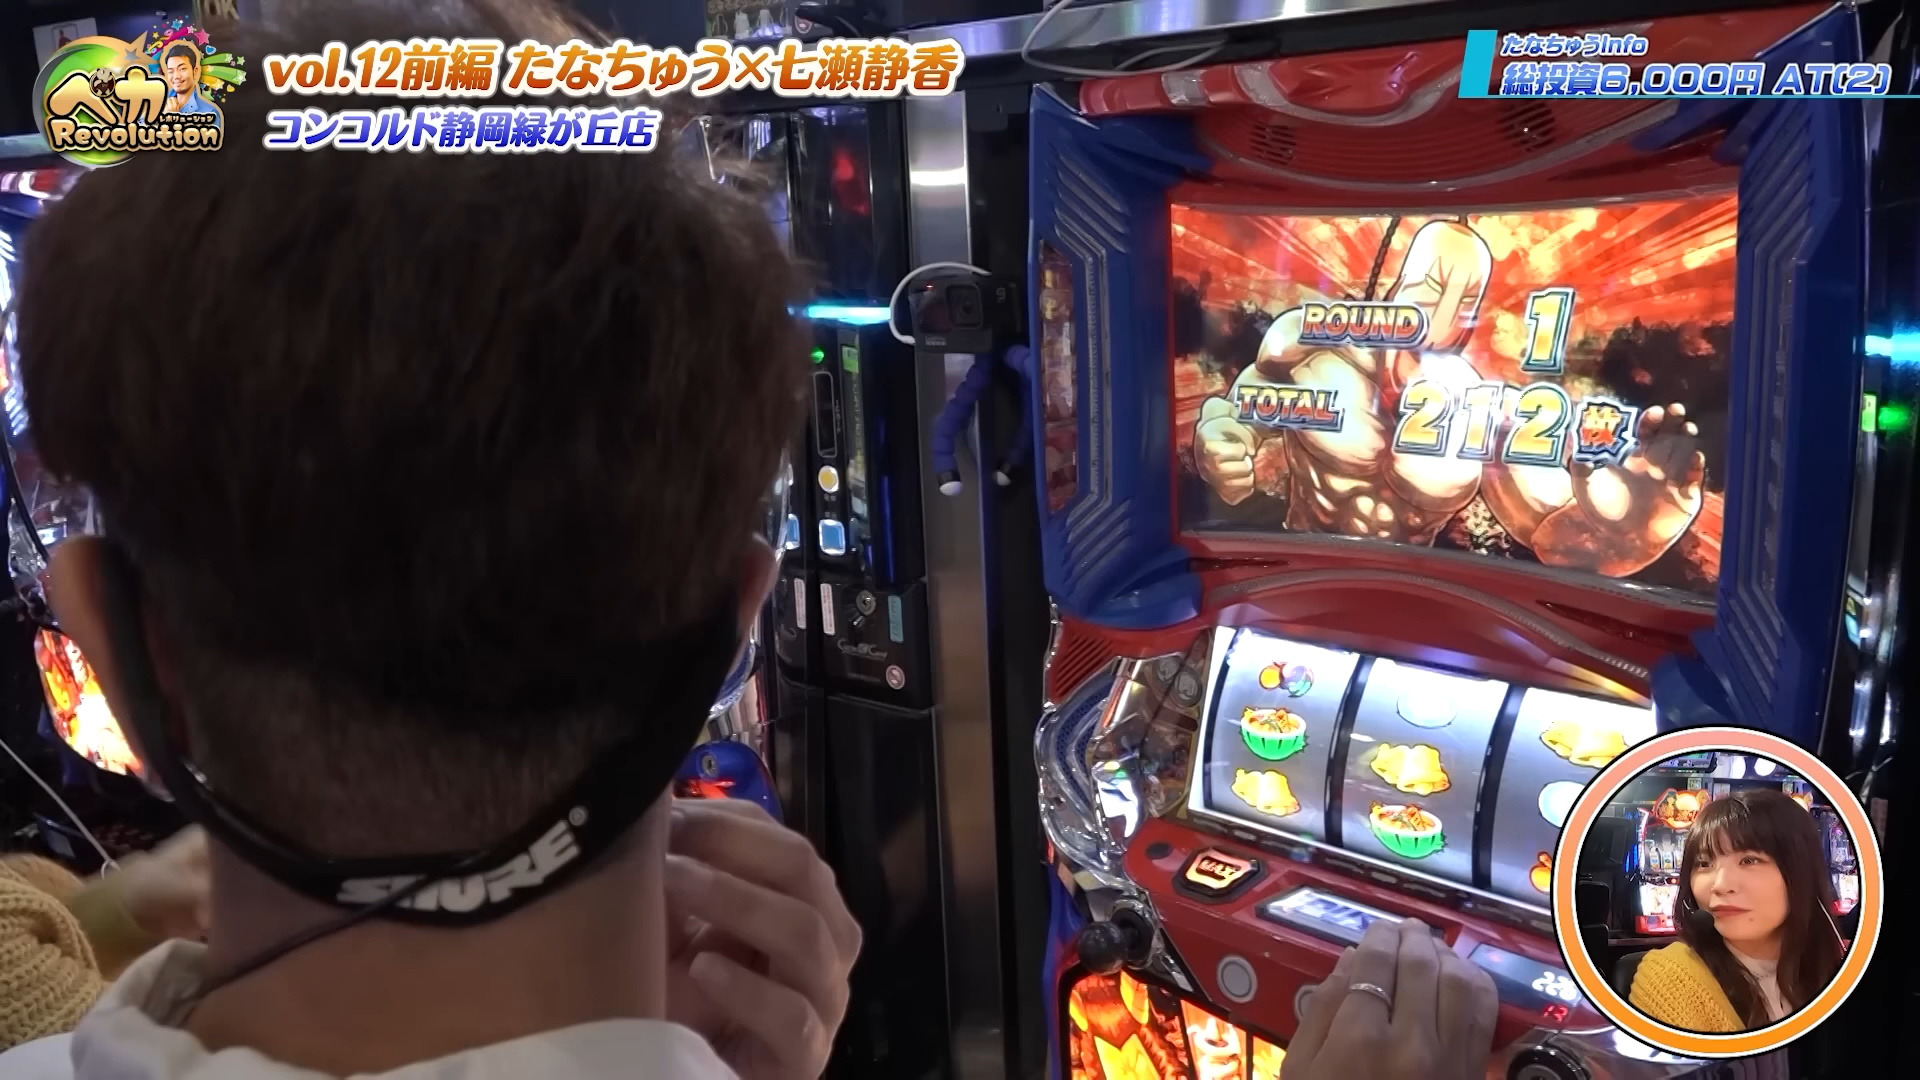 ペカ
レボリューション
Revolution
vol.12前編 たなちゅう×七瀬静香
コンコルド静岡緑が丘店
たなちゅうInfo
総投資6,000円 AT(2)
ROUND 1
TOTAL 212枚
SHURE
MAX